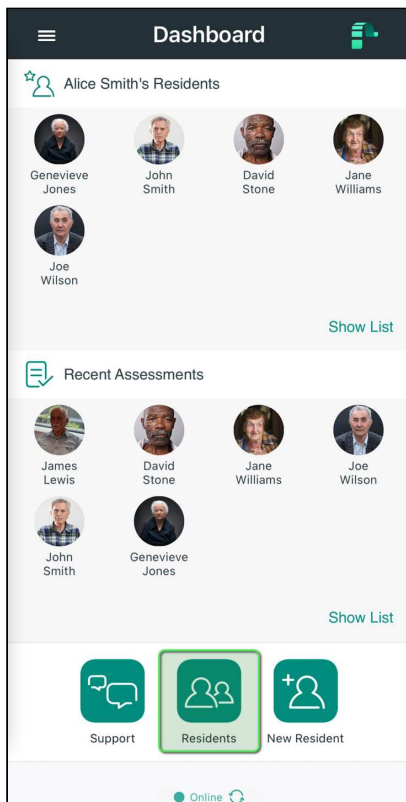 Dashboard
Alice Smith's Residents
Genevieve
Jones
John
Smith
David
Stone
Jane
Williams
Joe
Wilson
Show List
Recent Assessments
James
Lewis
David
Stone
Jane
Williams
Joe
Wilson
John
Smith
Genevieve
Jones
Show List
Support
Residents
New Resident
Online